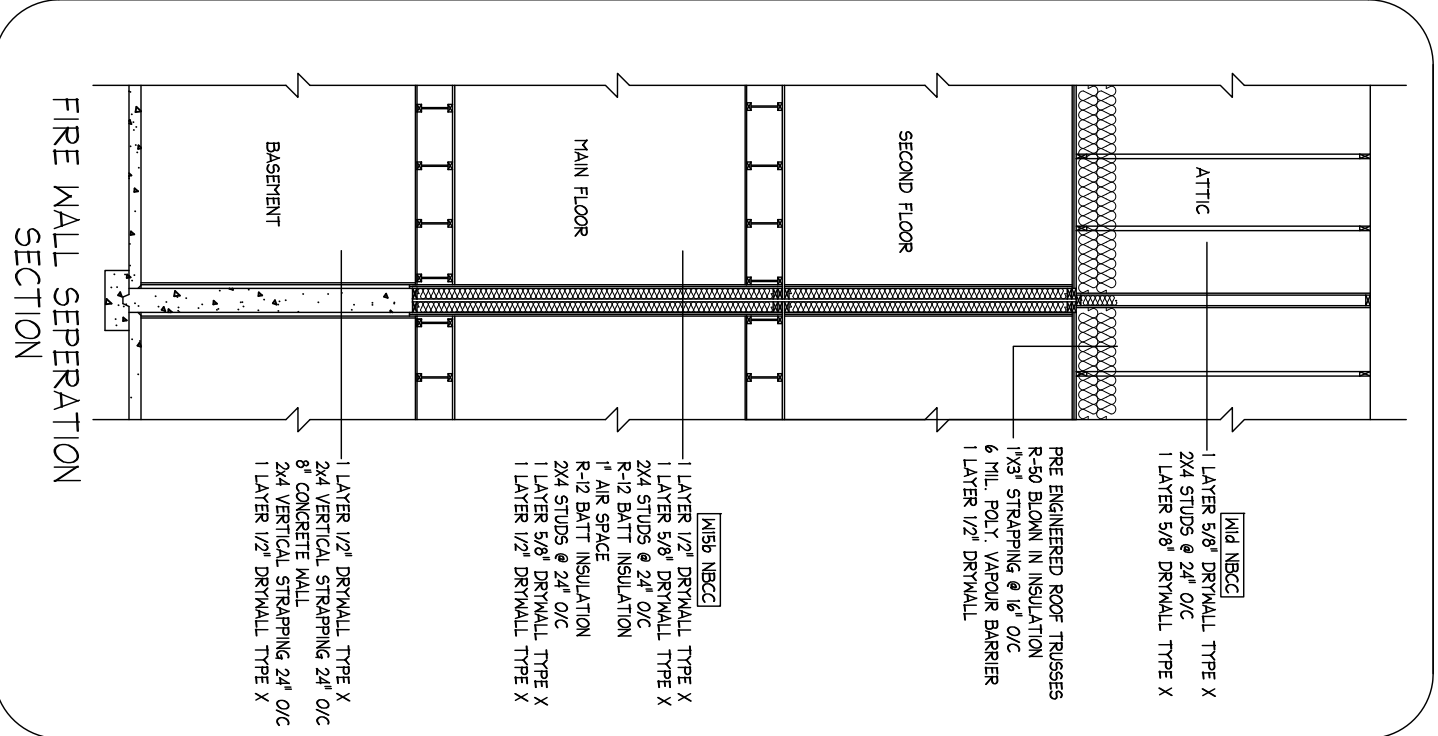 ATTIC
SECOND FLOOR
MAIN FLOOR
BASEMENT
W1d NBCC
1 LAYER 5/8" DRYWALL TYPE X
2X4 STUDS @ 24" O/C
1 LAYER 5/8" DRYWALL TYPE X
PRE ENGINEERED ROOF TRUSSES
R-50 BLOWN IN INSULATION
1"X3" STRAPPING @ 16" O/C
6 MIL. POLY. VAPOUR BARRIER
1 LAYER 1/2" DRYWALL
W15b NBCC
1 LAYER 1/2" DRYWALL TYPE X
1 LAYER 5/8" DRYWALL TYPE X
2X4 STUDS @ 24" O/C
R-12 BATT INSULATION
1" AIR SPACE
R-12 BATT INSULATION
2X4 STUDS @ 24" O/C
1 LAYER 5/8" DRYWALL TYPE X
1 LAYER 1/2" DRYWALL TYPE X
1 LAYER 1/2" DRYWALL TYPE X
2x4 VERTICAL STRAPPING 24" O/C
8" CONCRETE WALL
2x4 VERTICAL STRAPPING 24" O/C
1 LAYER 1/2" DRYWALL TYPE X
FIRE WALL SEPERATION
SECTION